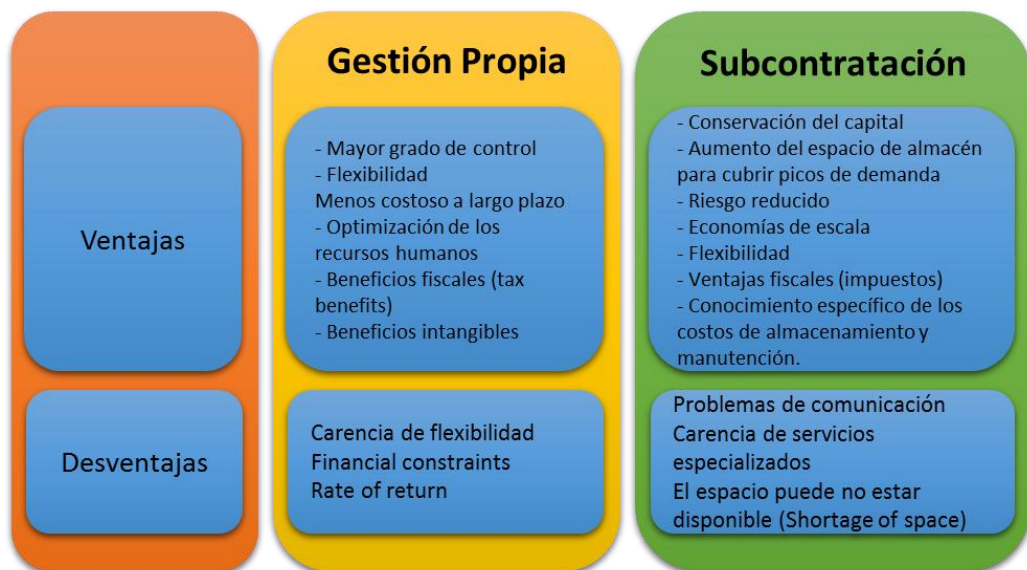 Gestión Propia
Subcontratación
Ventajas
- Mayor grado de control
- Flexibilidad
Menos costoso a largo plazo
- Optimización de los
recursos humanos
- Beneficios fiscales (tax
benefits)
- Beneficios intangibles
- Conservación del capital
- Aumento del espacio de almacén
para cubrir picos de demanda
- Riesgo reducido
- Economías de escala
- Flexibilidad
- Ventajas fiscales (impuestos)
- Conocimiento específico de los
costos de almacenamiento y
manutención.
Desventajas
Carencia de flexibilidad
Financial constraints
Rate of return
Problemas de comunicación
Carencia de servicios
especializados
El espacio puede no estar
disponible (Shortage of space)